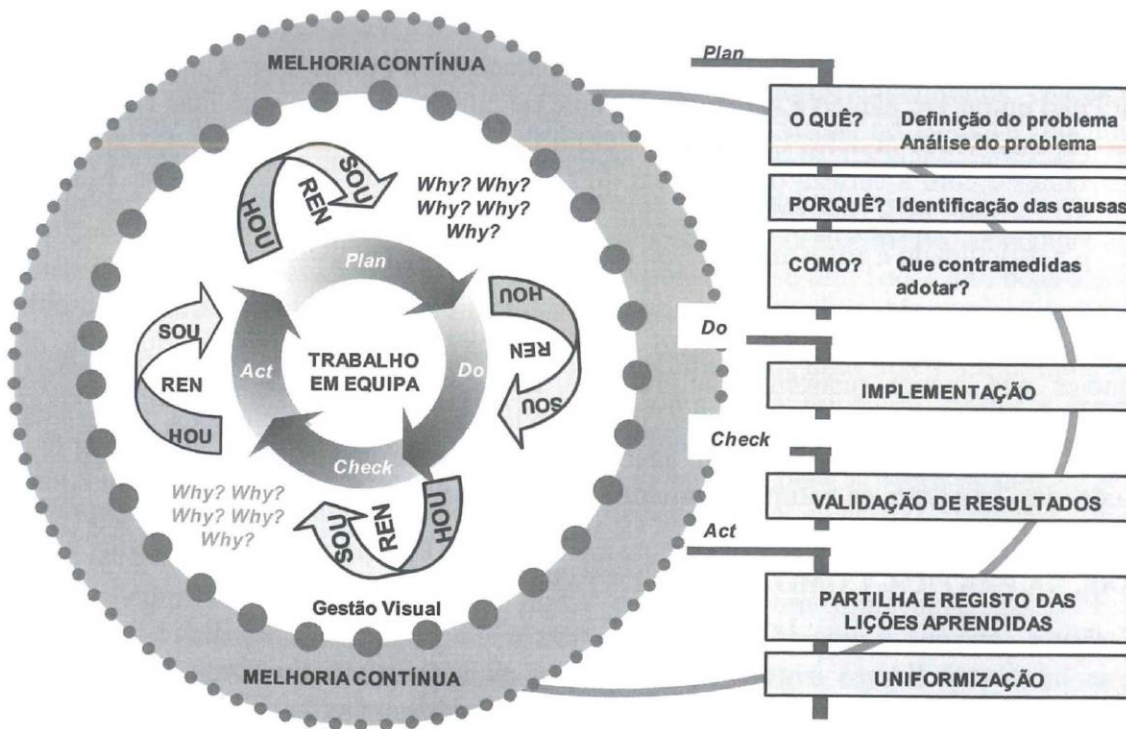 MELHORIA CONTÍNUA
HOU
REN
SOU
Why? Why?
Why? Why?
Why?
Plan
HOU
REN
SOU
Do
TRABALHO
EM EQUIPA
Act
SOU
REN
HOU
Check
HOU
REN
SOU
Why? Why?
Why? Why?
Why?
Gestão Visual
MELHORIA CONTÍNUA
Plan
O QUÊ? Definição do problema
Análise do problema
PORQUÊ? Identificação das causas
COMO? Que contramedidas
adotar?
Do
IMPLEMENTAÇÃO
Check
VALIDAÇÃO DE RESULTADOS
Act
PARTILHA E REGISTO DAS
LIÇÕES APRENDIDAS
UNIFORMIZAÇÃO